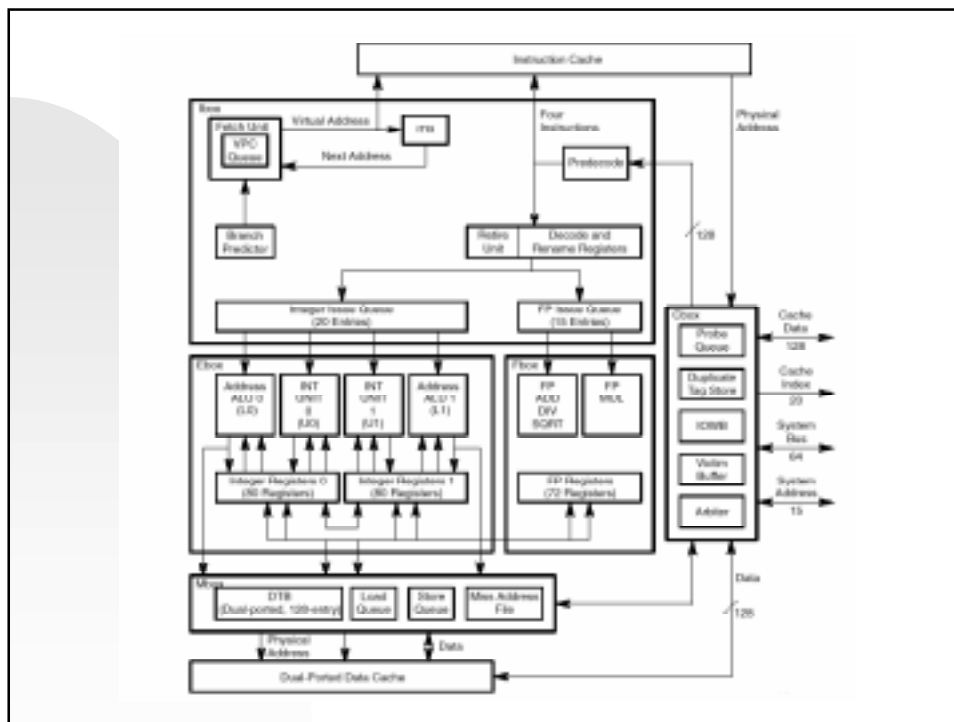 Instruction Cache
Ibox
Fetch Unit
VPC
Queue
Virtual Address
ITB
Next Address
Four
Instructions
Physical
Address
Predecode
Branch
Predictor
Retire
Unit
Decode and
Rename Registers
128
Integer Issue Queue
(20 Entries)
FP Issue Queue
(15 Entries)
Ebox
Address
ALU 0
(L0)
INT
UNIT
0
(U0)
INT
UNIT
1
(U1)
Address
ALU 1
(L1)
Fbox
FP
ADD
DIV
SQRT
FP
MUL
Integer Registers 0
(80 Registers)
Integer Registers 1
(80 Registers)
FP Registers
(72 Registers)
Cbox
Probe
Queue
Duplicate
Tag Store
IOWB
Victim
Buffer
Arbiter
Cache
Data
128
Cache
Index
20
System
Bus
64
System
Address
15
Mbox
DTB
(Dual-ported, 128-entry)
Load
Queue
Store
Queue
Miss Address
File
Data
128
Physical
Address
Data
Dual-Ported Data Cache